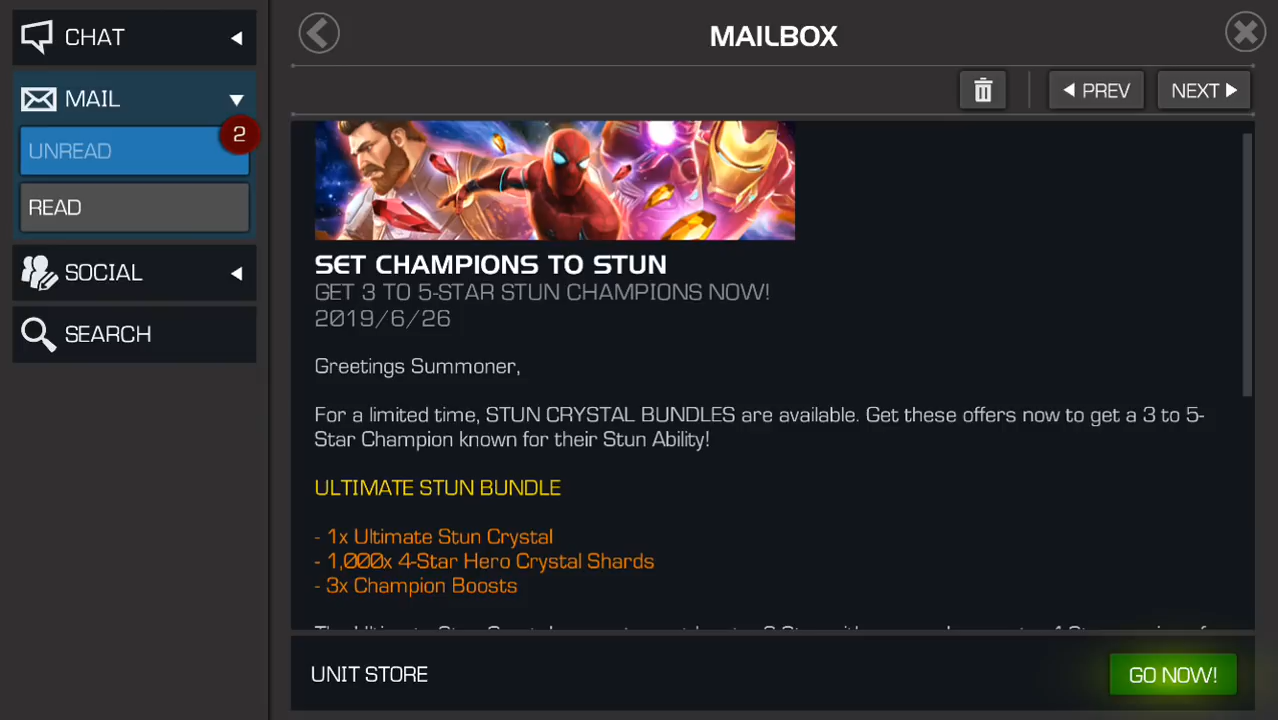 CHAT
MAIL
2
UNREAD
READ
SOCIAL
SEARCH
MAILBOX
PREV
NEXT
SET CHAMPIONS TO STUN
GET 3 TO 5-STAR STUN CHAMPIONS NOW!
2019/6/26
Greetings Summoner,
For a limited time, STUN CRYSTAL BUNDLES are available. Get these offers now to get a 3 to 5-
Star Champion known for their Stun Ability!
ULTIMATE STUN BUNDLE
- 1x Ultimate Stun Crystal
- 1,000x 4-Star Hero Crystal Shards
- 3x Champion Boosts
UNIT STORE
GO NOW!